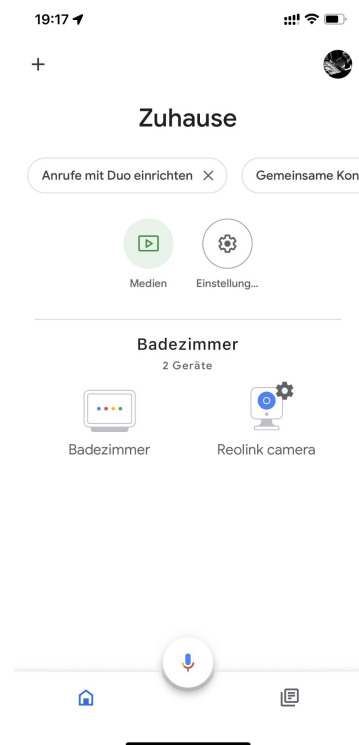 19:17
Zuhause
Anrufe mit Duo einrichten
Gemeinsame Kon
Medien
Einstellung...
Badezimmer
2 Geräte
Badezimmer
Reolink camera